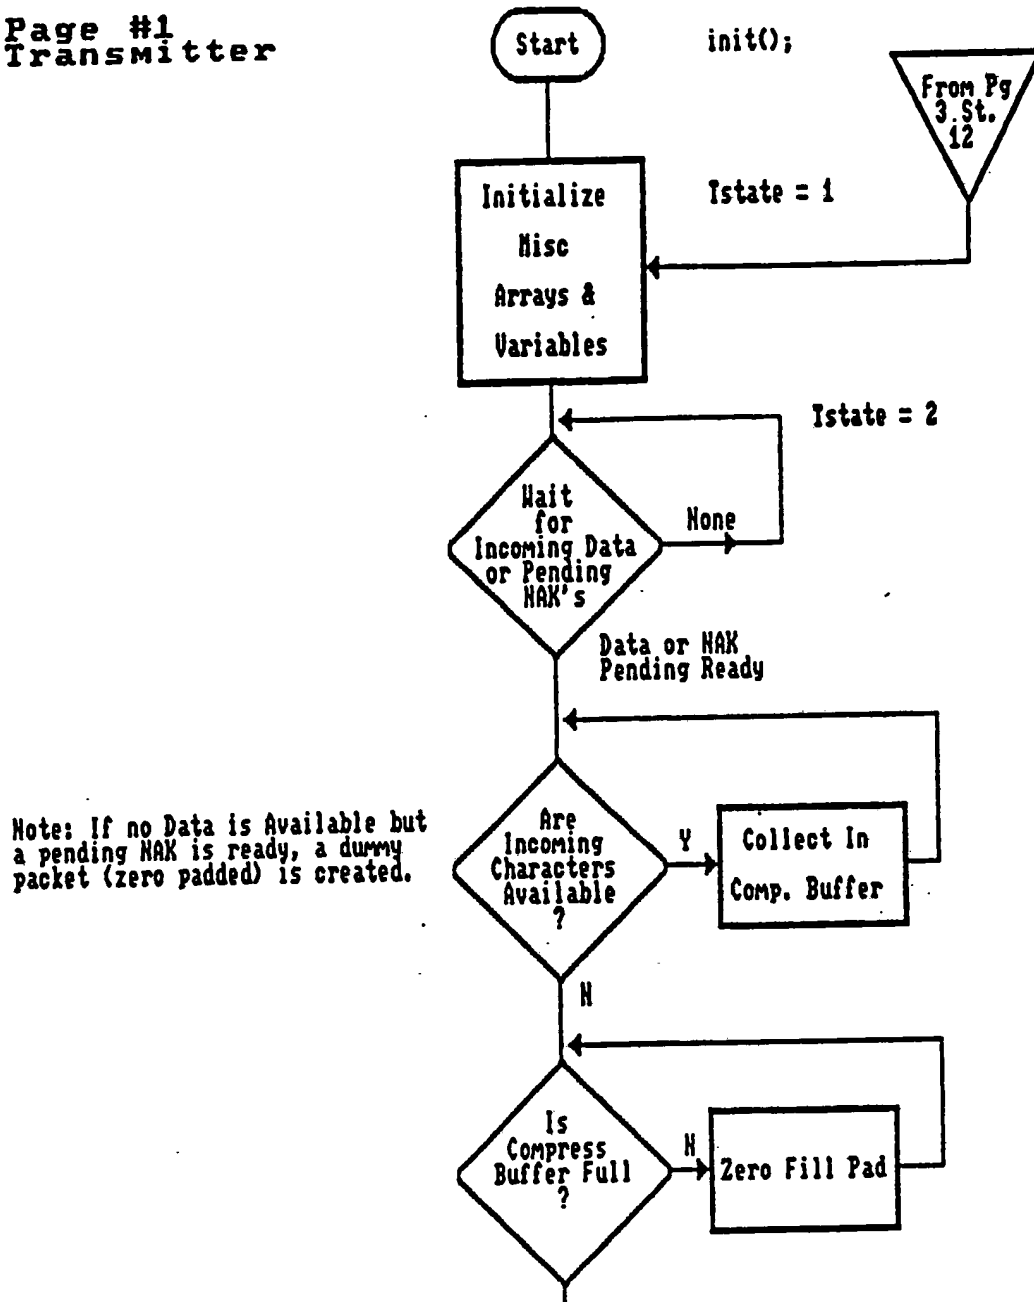 Page #1
Transmitter
Start
init();
From Pg
3.St.
12
Initialize
Misc
Arrays &
Variables
Tstate = 1
Tstate = 2
Wait
for
Incoming Data
or Pending
NAK's
None
Data or NAK
Pending Ready
Note: If no Data is Available but
a pending NAK is ready, a dummy
packet (zero padded) is created.
Are
Incoming
Characters
Available
?
Y
Collect In
Comp. Buffer
N
Is
Compress
Buffer Full
?
N
Zero Fill Pad